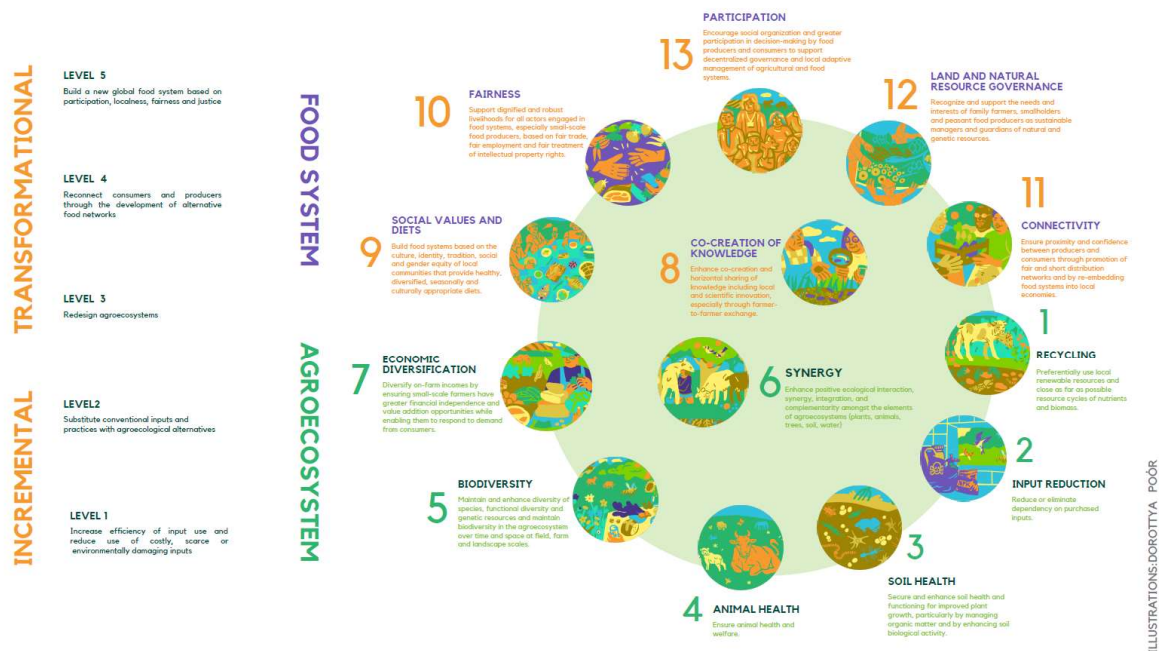 TRANSFORMATIONAL
INCREMENTAL
LEVEL 5
Build a new global food system based on
participation, localness, fairness and justice
LEVEL 4
Reconnect consumers and producers
through the development of alternative
food networks
LEVEL 3
Redesign agroecosystems
LEVEL2
Substitute conventional inputs and
practices with agroecological alternatives
LEVEL 1
Increase efficiency of input use and
reduce use of costly, scarce or
environmentally damaging inputs
FOOD SYSTEM
AGROECOSYSTEM
13
PARTICIPATION
Encourage social organization and greater
participation in decision-making by food
producers and consumers to support
decentralized governance and local adaptive
management of agricultural and food
systems.
12
LAND AND NATURAL
RESOURCE GOVERNANCE
Recognize and support the needs and
interests of family farmers, smallholders
and peasant food producers as sustainable
managers and guardians of natural and
genetic resources.
10
FAIRNESS
Support dignified and robust
livelihoods for all actors engaged in
food systems, especially small-scale
food producers, based on fair trade,
fair employment and fair treatment
of intellectual property rights.
11
CONNECTIVITY
Ensure proximity and confidence
between producers and
consumers through promotion of
fair and short distribution
networks and by re-embedding
food systems into local
economies.
9
SOCIAL VALUES AND
DIETS
Build food systems based on the
culture, identity, tradition, social
and gender equity of local
communities that provide healthy,
diversified, seasonally and
culturally appropriate diets.
8
CO-CREATION OF
KNOWLEDGE
Enhance co-creation and
horizontal sharing of
knowledge including local
and scientific innovation,
especially through farmer-
to-farmer exchange.
1
RECYCLING
Preferentially use local
renewable resources and
close as far as possible
resource cycles of nutrients
and biomass.
7
ECONOMIC
DIVERSIFICATION
Diversify on-farm incomes by
ensuring small-scale farmers have
greater financial independence and
value addition opportunities while
enabling them to respond to demand
from consumers.
6
SYNERGY
Enhance positive ecological interaction,
synergy, integration, and
complementarity amongst the elements
of agroecosystems (plants, animals,
trees, soil, water)
2
INPUT REDUCTION
Reduce or eliminate
dependency on purchased
inputs.
5
BIODIVERSITY
Maintain and enhance diversity of
species, functional diversity and
genetic resources and maintain
biodiversity in the agroecosystem
over time and space at field, farm
and landscape scales.
3
SOIL HEALTH
Secure and enhance soil health and
functioning for improved plant
growth, particularly by managing
organic matter and by enhancing soil
biological activity.
4
ANIMAL HEALTH
Ensure animal health and
welfare.
ILLUSTRATIONS:DOROTTYA POÓR